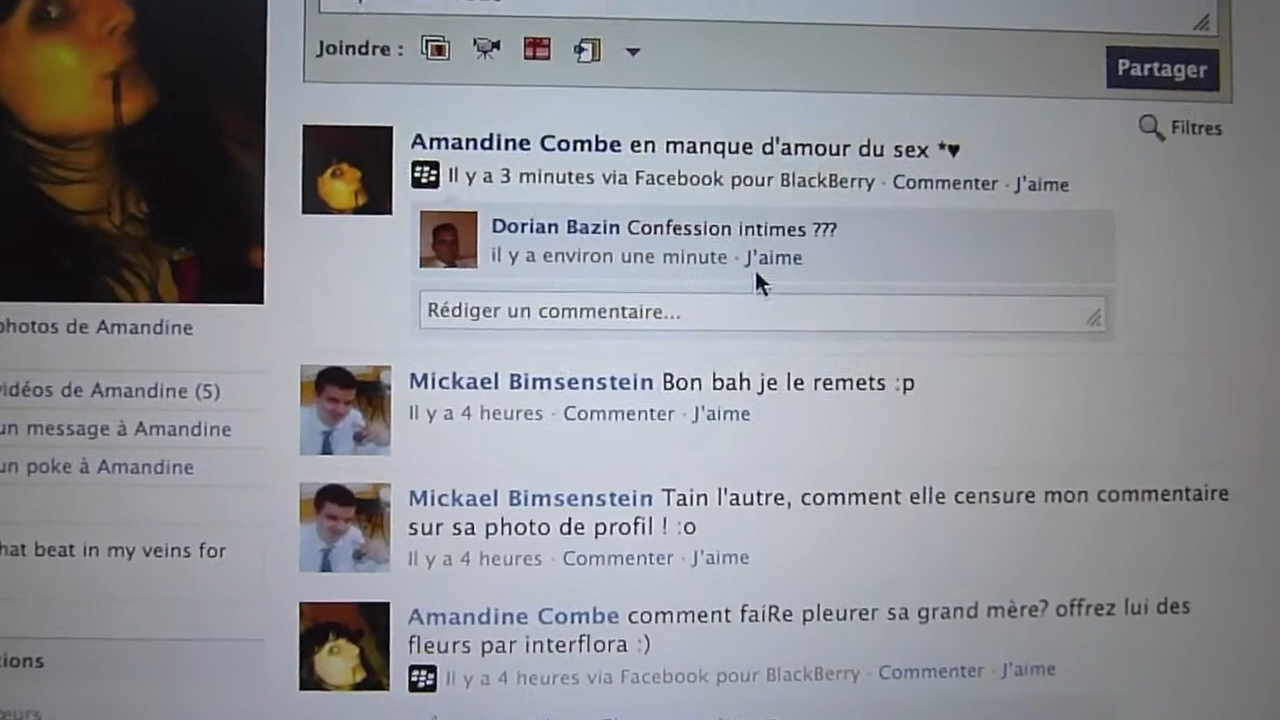 Joindre :
Partager
Filtres
Amandine Combe en manque d'amour du sex *♥
Il y a 3 minutes via Facebook pour BlackBerry · Commenter · J'aime
Dorian Bazin Confession intimes ???
il y a environ une minute · J'aime
Rédiger un commentaire...
photos de Amandine
vidéos de Amandine (5)
un message à Amandine
un poke à Amandine
hat beat in my veins for
Mickael Bimsenstein Bon bah je le remets :p
Il y a 4 heures · Commenter · J'aime
Mickael Bimsenstein Tain l'autre, comment elle censure mon commentaire
sur sa photo de profil ! :o
Il y a 4 heures · Commenter · J'aime
Amandine Combe comment faiRe pleurer sa grand mère? offrez lui des
fleurs par interflora :)
Il y a 4 heures via Facebook pour BlackBerry · Commenter · J'aime